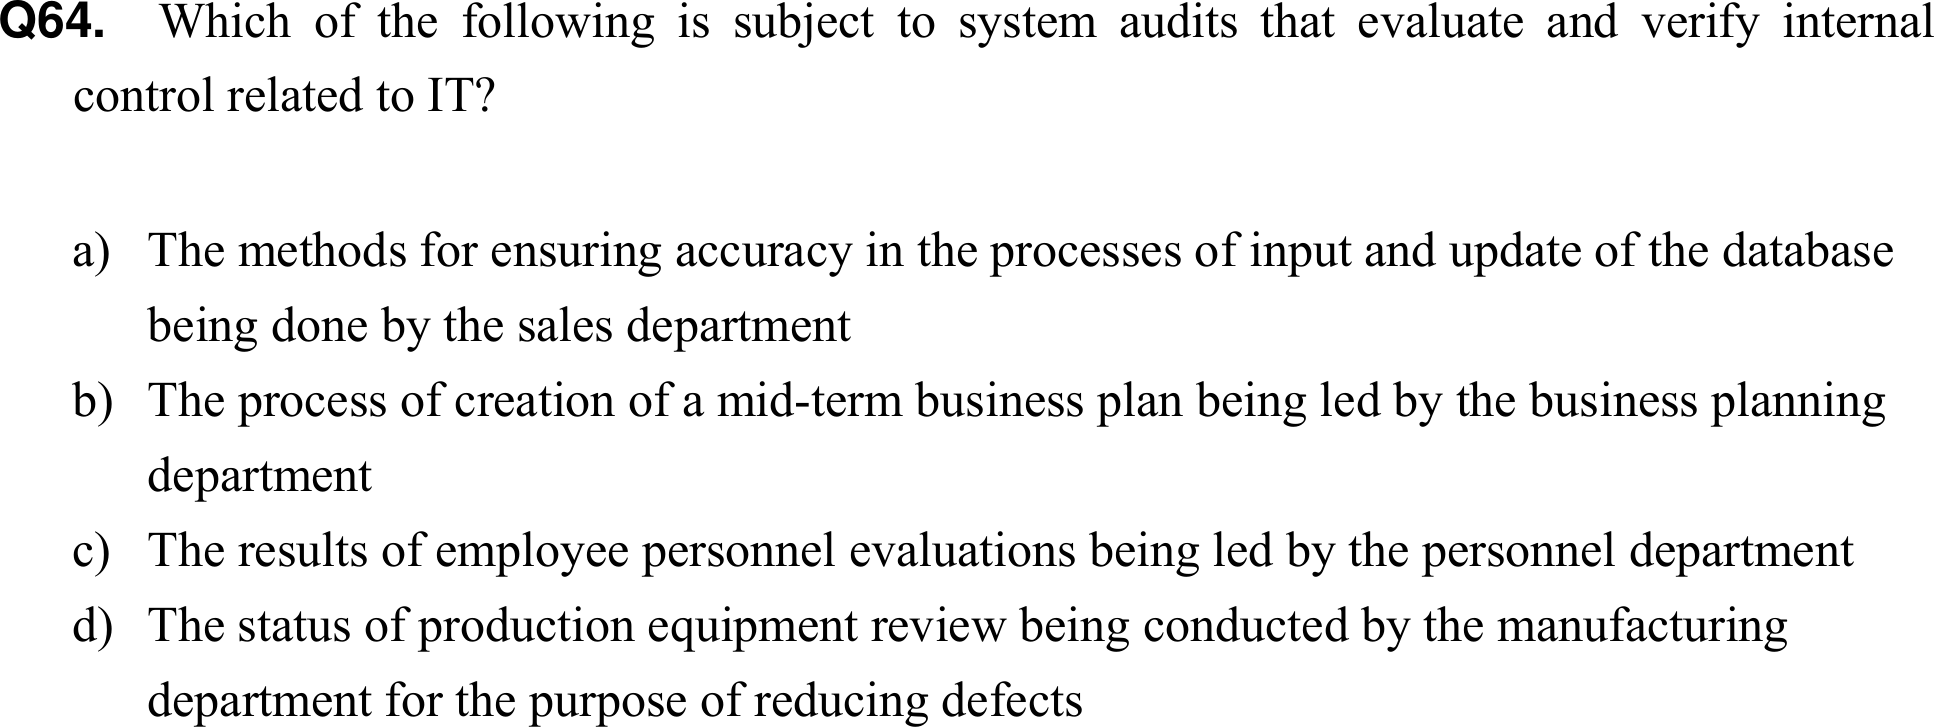 Q64. Which of the following is subject to system audits that evaluate and verify internal
control related to IT?
a) The methods for ensuring accuracy in the processes of input and update of the database
being done by the sales department
b) The process of creation of a mid-term business plan being led by the business planning
department
c) The results of employee personnel evaluations being led by the personnel department
d) The status of production equipment review being conducted by the manufacturing
department for the purpose of reducing defects